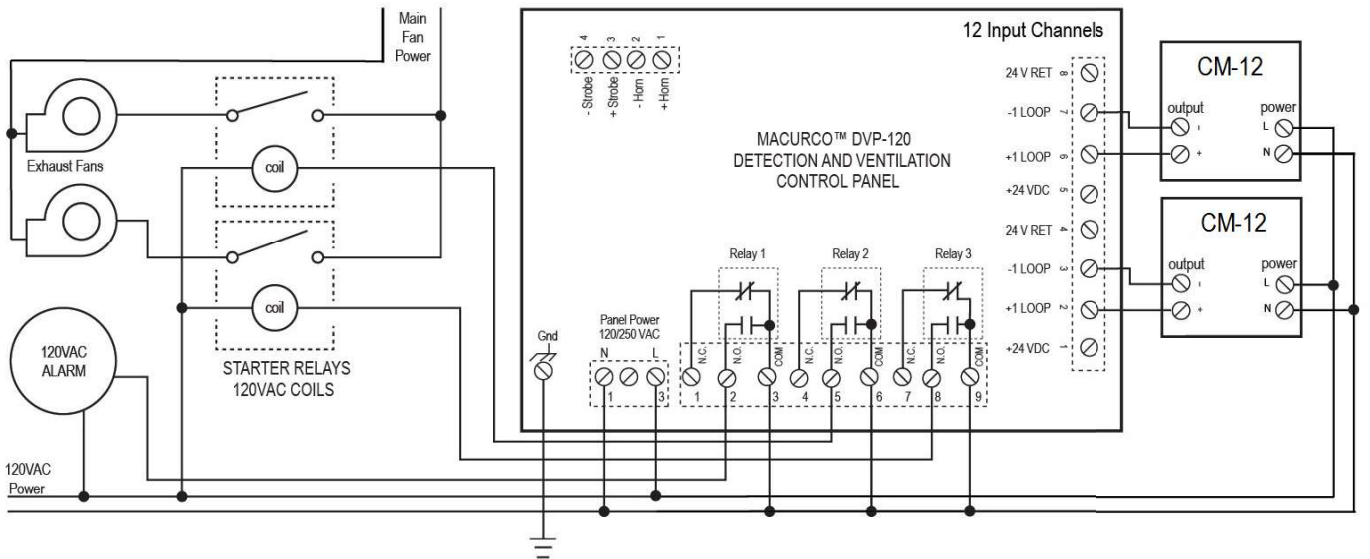 Main
Fan
Power
Exhaust Fans
coil
coil
STARTER RELAYS
120VAC COILS
120VAC
ALARM
120VAC
Power
4
3
2
1
- Strobe
+ Strobe
- Horn
+ Horn
MACURCO™ DVP-120
DETECTION AND VENTILATION
CONTROL PANEL
Gnd
Panel Power
120/250 VAC
N
L
1
3
Relay 1
Relay 2
Relay 3
N.C.
N.O.
COM
N.C.
N.O.
COM
N.C.
N.O.
COM
1
2
3
4
5
6
7
8
9
12 Input Channels
24 V RET 8
-1 LOOP 7
+1 LOOP 6
+24 VDC 5
24 V RET 4
-1 LOOP 3
+1 LOOP 2
+24 VDC 1
CM-12
output power
- L
+ N
CM-12
output power
- L
+ N